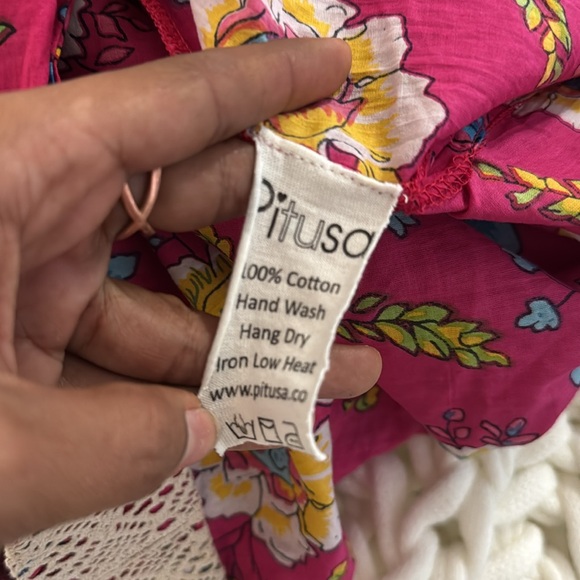 Pitusa
100% Cotton
Hand Wash
Hang Dry
Iron Low Heat
www.pitusa.co